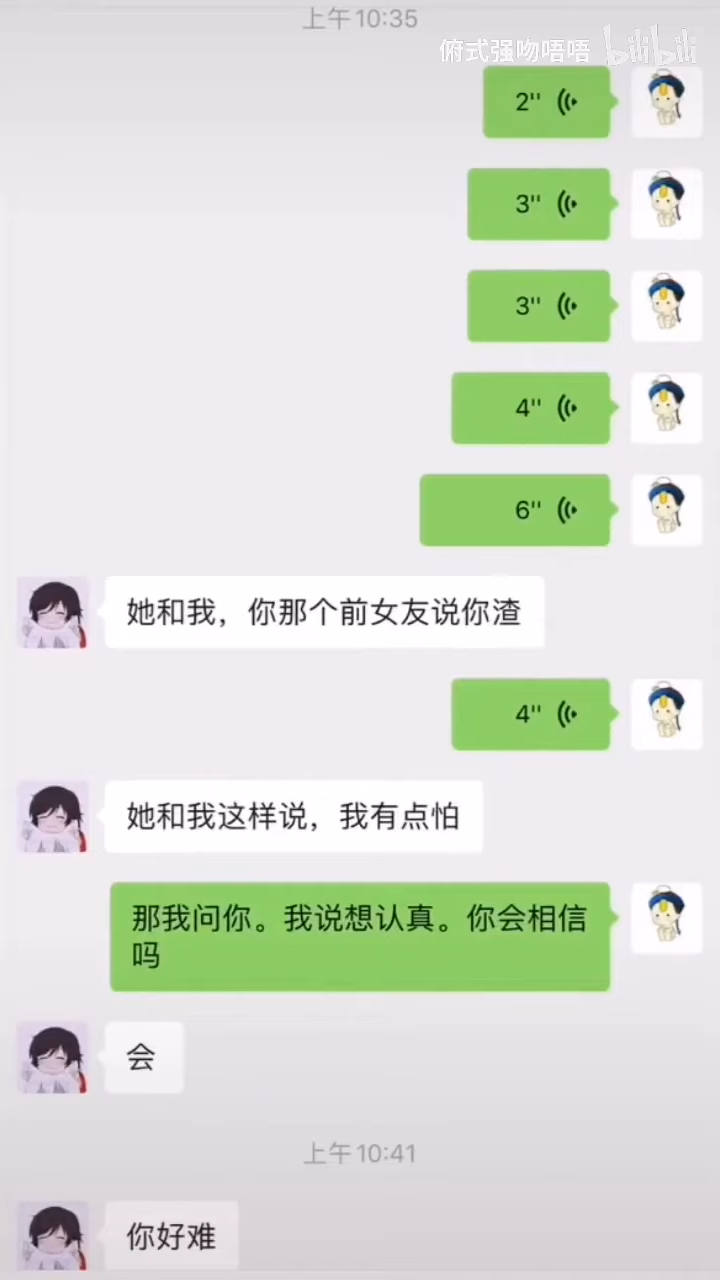 上午10:35
俯式强吻唔唔 bilibili
2"
3"
3"
4"
6"
她和我，你那个前女友说你渣
4"
她和我这样说，我有点怕
那我问你。我说想认真。你会相信
吗
会
上午10:41
你好难